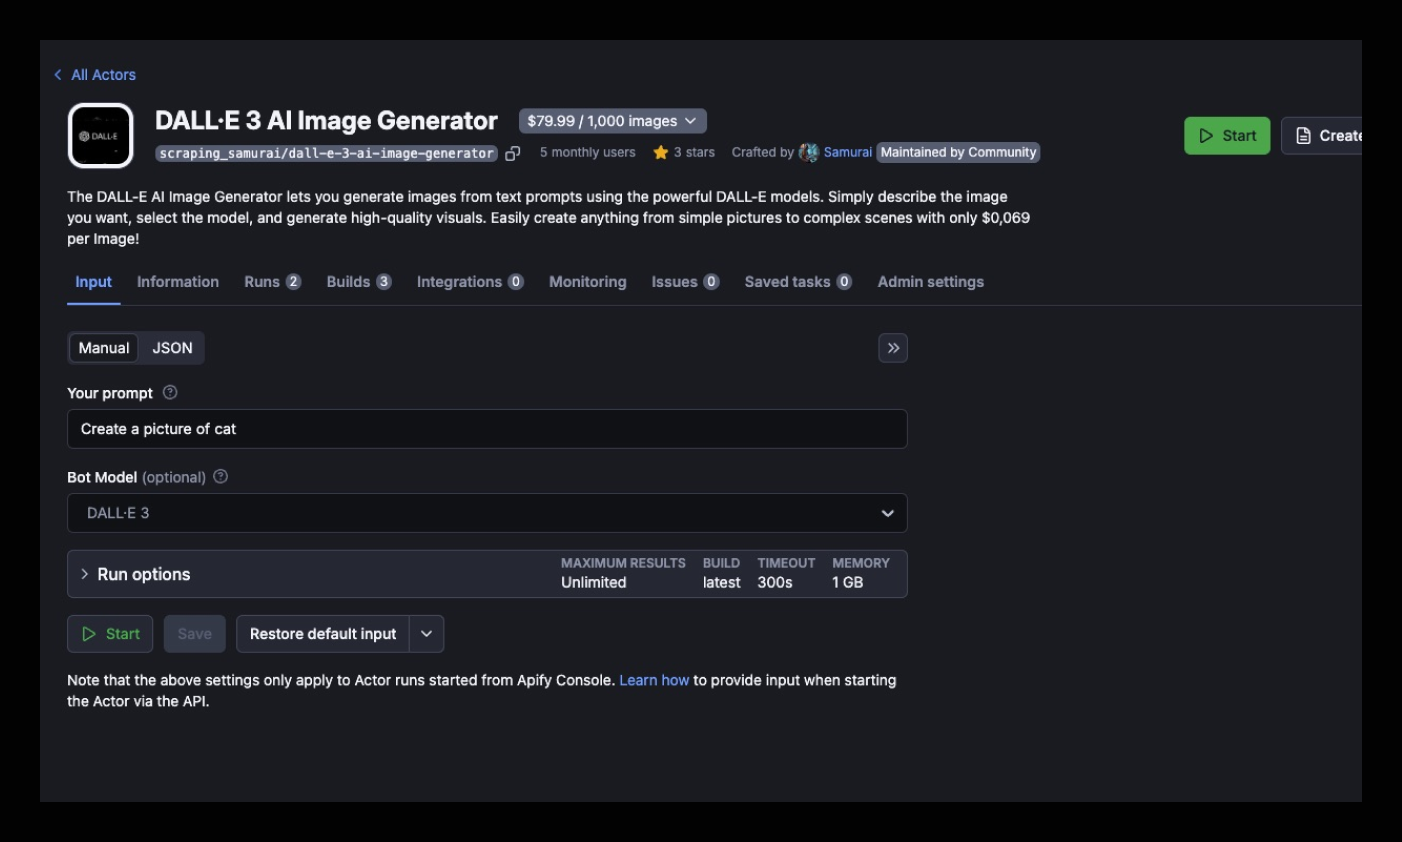 All Actors
DALL·E
DALL·E 3 AI Image Generator
$79.99 / 1,000 images
scraping_samurai/dall-e-3-ai-image-generator
5 monthly users
3 stars
Crafted by Samurai
Maintained by Community
Start
Create
The DALL-E AI Image Generator lets you generate images from text prompts using the powerful DALL-E models. Simply describe the image
you want, select the model, and generate high-quality visuals. Easily create anything from simple pictures to complex scenes with only $0,069
per Image!
Input
Information
Runs 2
Builds 3
Integrations 0
Monitoring
Issues 0
Saved tasks 0
Admin settings
Manual
JSON
Your prompt
Create a picture of cat
Bot Model (optional)
DALL·E 3
Run options
MAXIMUM RESULTS
Unlimited
BUILD
latest
TIMEOUT
300s
MEMORY
1 GB
Start
Save
Restore default input
Note that the above settings only apply to Actor runs started from Apify Console. Learn how to provide input when starting
the Actor via the API.